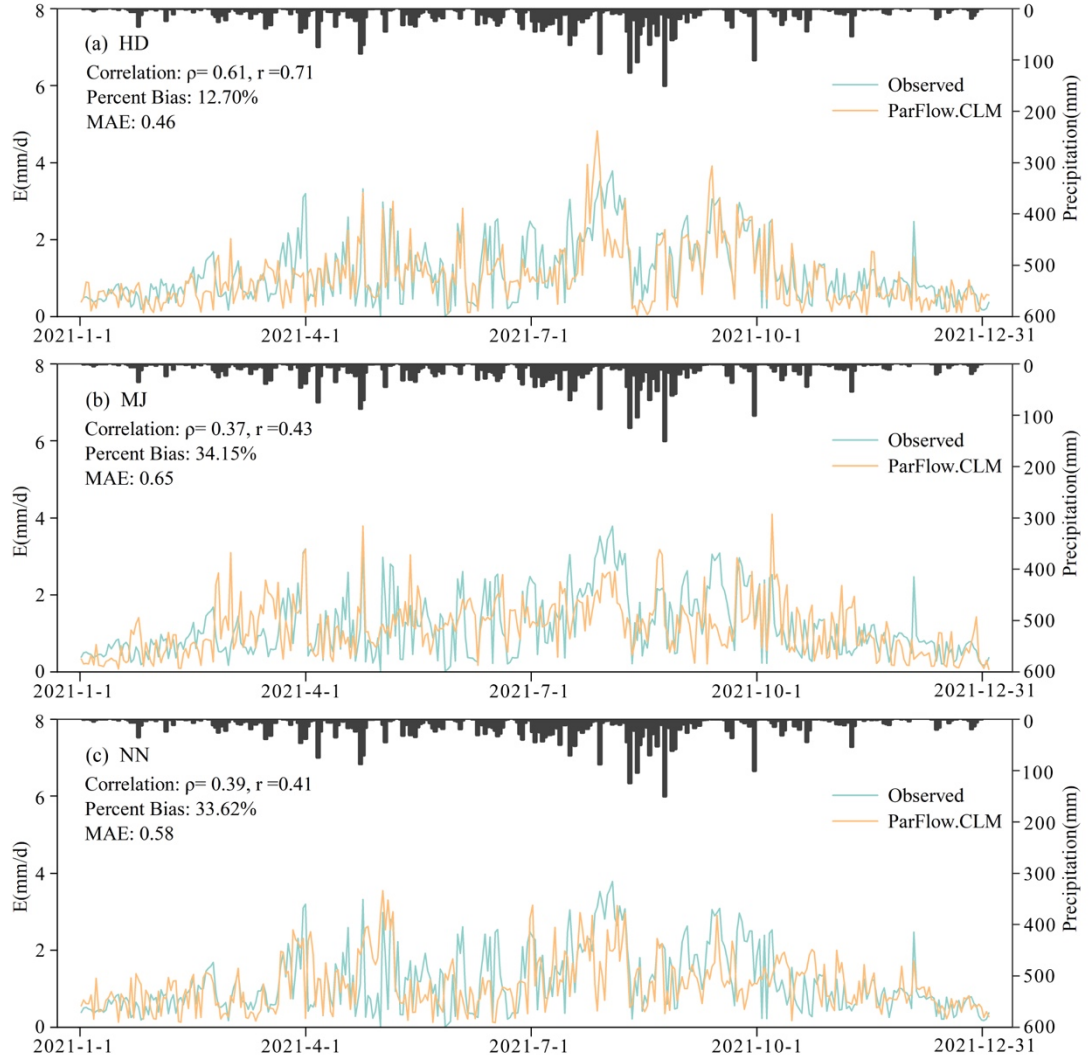 8
0
(a) HD
Correlation: ρ= 0.61, r =0.71
Percent Bias: 12.70%
MAE: 0.46
Observed
ParFlow.CLM
6
4
2
0
E(mm/d)
100
200
300
400
500
600
Precipitation(mm)
2021-1-1
2021-4-1
2021-7-1
2021-10-1
2021-12-31
8
0
(b) MJ
Correlation: ρ= 0.37, r =0.43
Percent Bias: 34.15%
MAE: 0.65
Observed
ParFlow.CLM
6
4
2
0
E(mm/d)
100
200
300
400
500
600
Precipitation(mm)
2021-1-1
2021-4-1
2021-7-1
2021-10-1
2021-12-31
8
0
(c) NN
Correlation: ρ= 0.39, r =0.41
Percent Bias: 33.62%
MAE: 0.58
Observed
ParFlow.CLM
6
4
2
0
E(mm/d)
100
200
300
400
500
600
Precipitation(mm)
2021-1-1
2021-4-1
2021-7-1
2021-10-1
2021-12-31